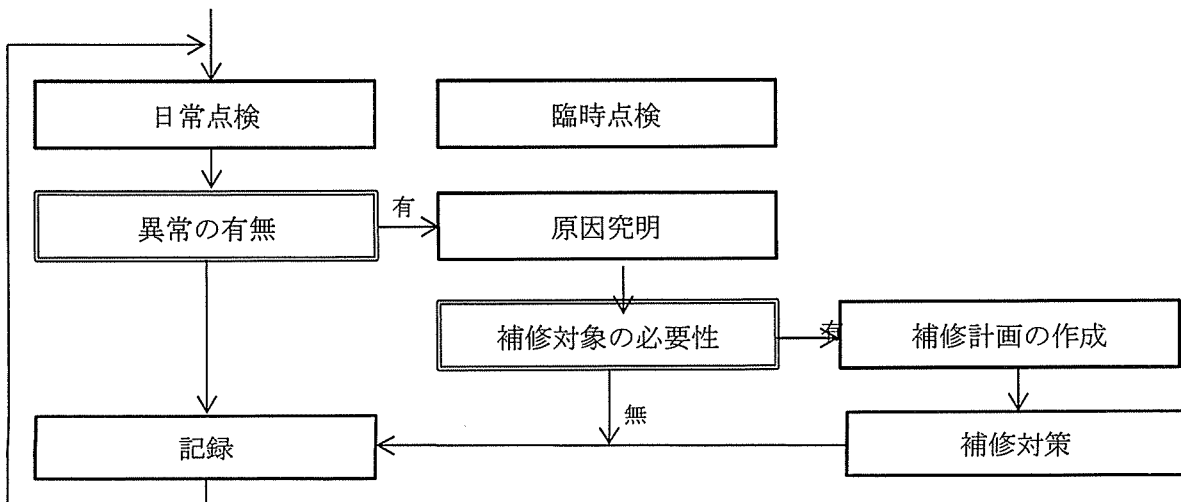 日常点検
臨時点検
異常の有無
有
原因究明
補修対象の必要性
有
補修計画の作成
無
記録
補修対策